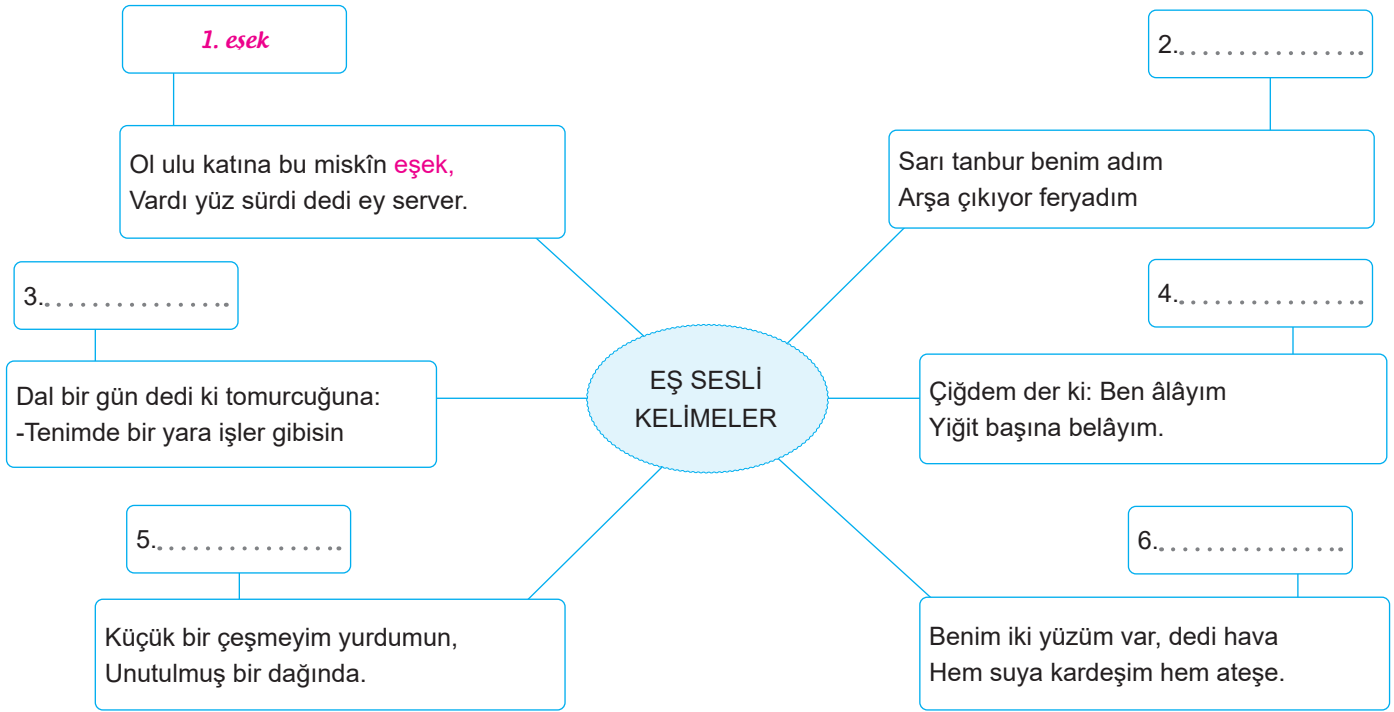 1. eşek
2. . . . . . . . . . . . . . . . .
Ol ulu katına bu miskîn eşek,
Vardı yüz sürdi dedi ey server.
Sarı tanbur benim adım
Arşa çıkıyor feryadım
3. . . . . . . . . . . . . . . . .
4. . . . . . . . . . . . . . . . .
Dal bir gün dedi ki tomurcuğuna:
-Tenimde bir yara işler gibisin
EŞ SESLİ
KELİMELER
Çiğdem der ki: Ben âlâyım
Yiğit başına belâyım.
5. . . . . . . . . . . . . . . . .
6. . . . . . . . . . . . . . . . .
Küçük bir çeşmeyim yurdumun,
Unutulmuş bir dağında.
Benim iki yüzüm var, dedi hava
Hem suya kardeşim hem ateşe.